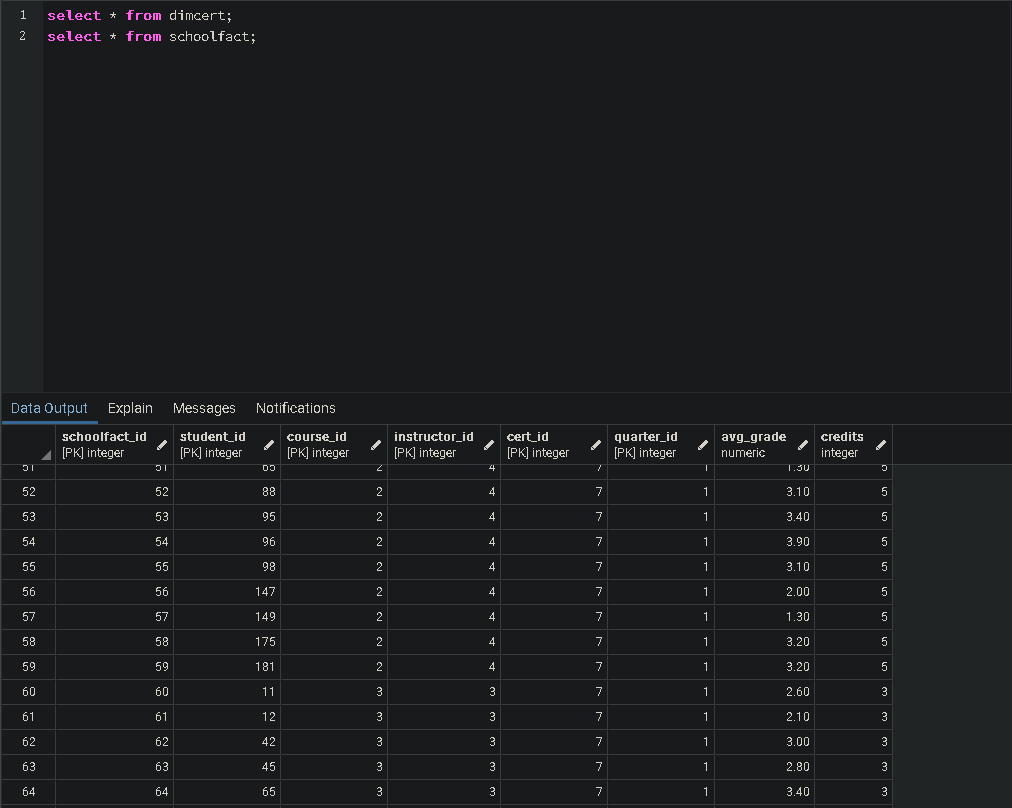 1 select * from dimcert;
2 select * from schoolfact;
Data Output Explain Messages Notifications
schoolfact_id student_id course_id instructor_id cert_id quarter_id avg_grade credits
[PK] integer [PK] integer [PK] integer [PK] integer [PK] integer [PK] integer numeric integer
51 51 65 2 4 7 1 1.30 5
52 52 88 2 4 7 1 3.10 5
53 53 95 2 4 7 1 3.40 5
54 54 96 2 4 7 1 3.90 5
55 55 98 2 4 7 1 3.10 5
56 56 147 2 4 7 1 2.00 5
57 57 149 2 4 7 1 1.30 5
58 58 175 2 4 7 1 3.20 5
59 59 181 2 4 7 1 3.20 5
60 60 11 3 3 7 1 2.60 3
61 61 12 3 3 7 1 2.10 3
62 62 42 3 3 7 1 3.00 3
63 63 45 3 3 7 1 2.80 3
64 64 65 3 3 7 1 3.40 3